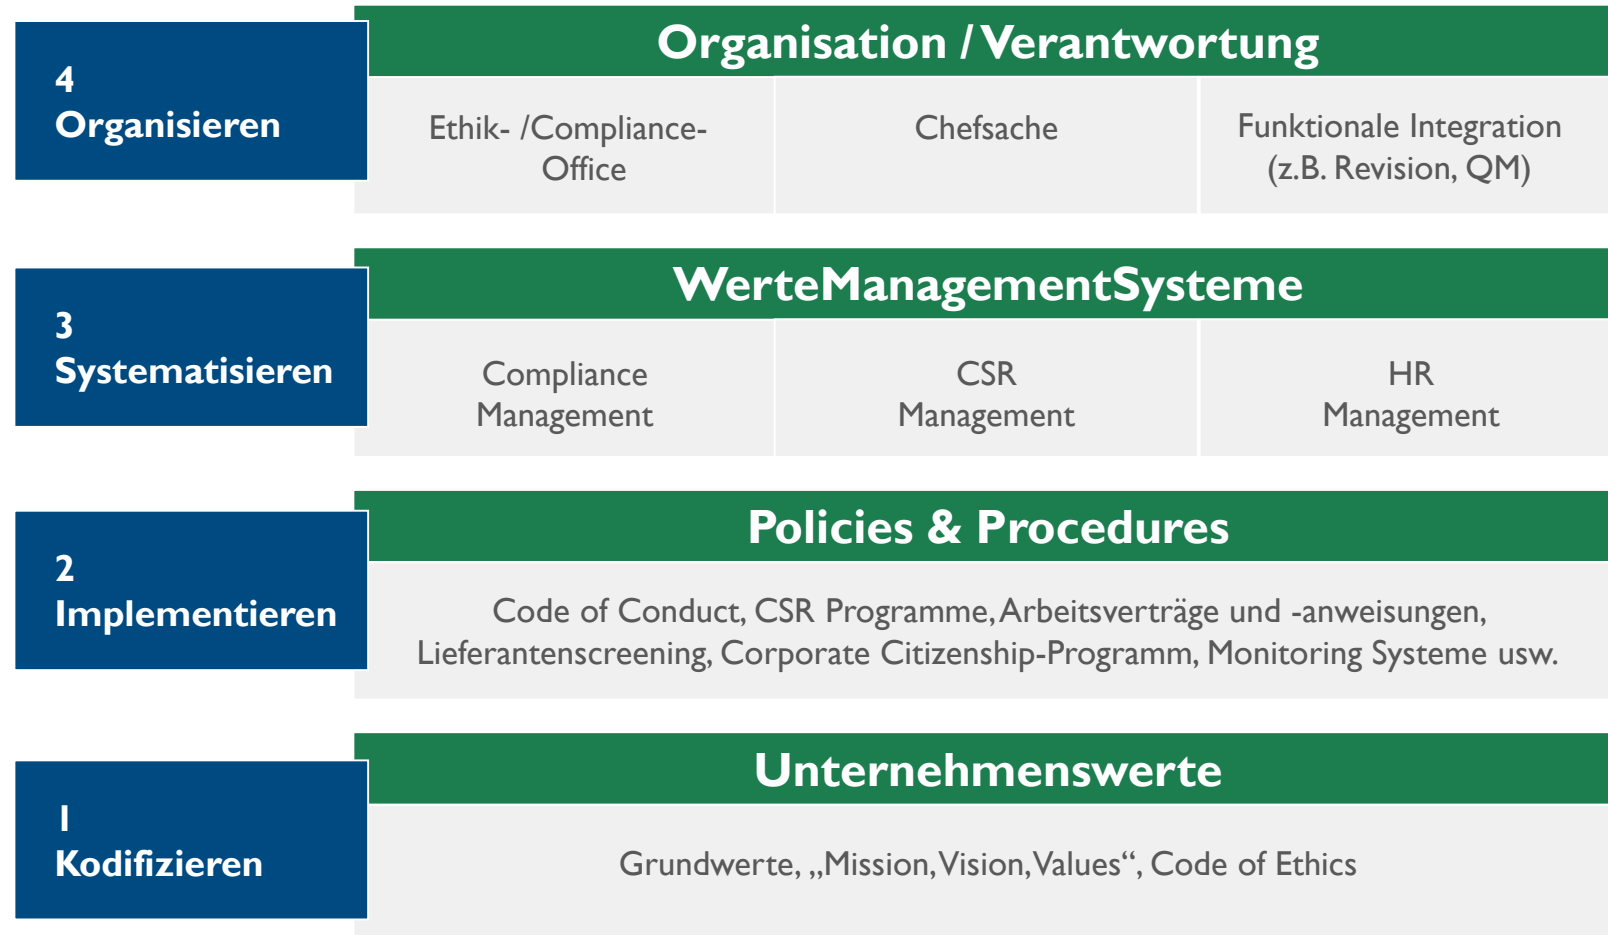 Organisation / Verantwortung
4
Organisieren
Ethik- /Compliance-
Office
Chefsache
Funktionale Integration
(z.B. Revision, QM)
WerteManagementSysteme
3
Systematisieren
Compliance
Management
CSR
Management
HR
Management
Policies & Procedures
2
Implementieren
Code of Conduct, CSR Programme, Arbeitsverträge und -anweisungen,
Lieferantenscreening, Corporate Citizenship-Programm, Monitoring Systeme usw.
Unternehmenswerte
1
Kodifizieren
Grundwerte, „Mission, Vision, Values“, Code of Ethics